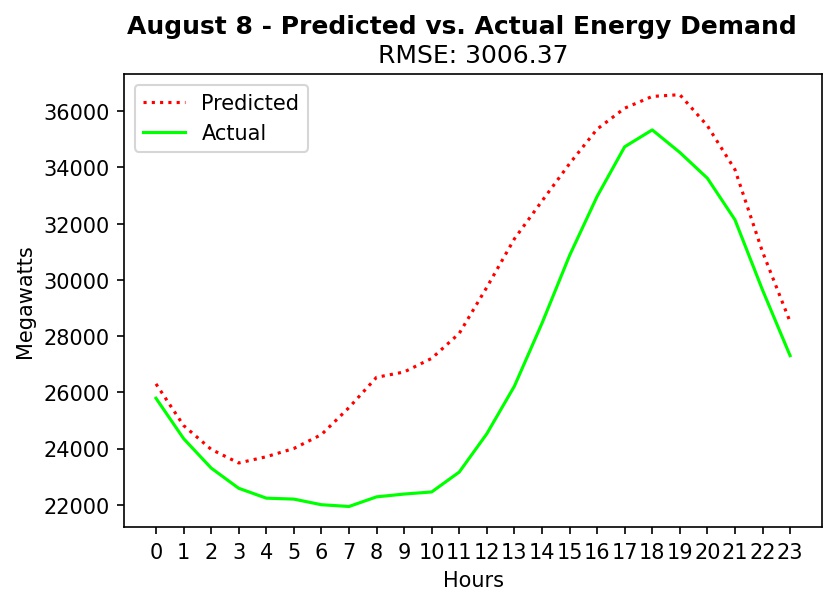 August 8 - Predicted vs. Actual Energy Demand
RMSE: 3006.37
Predicted
Actual
36000
34000
32000
30000
28000
26000
24000
22000
Megawatts
0 1 2 3 4 5 6 7 8 9 10 11 12 13 14 15 16 17 18 19 20 21 22 23
Hours